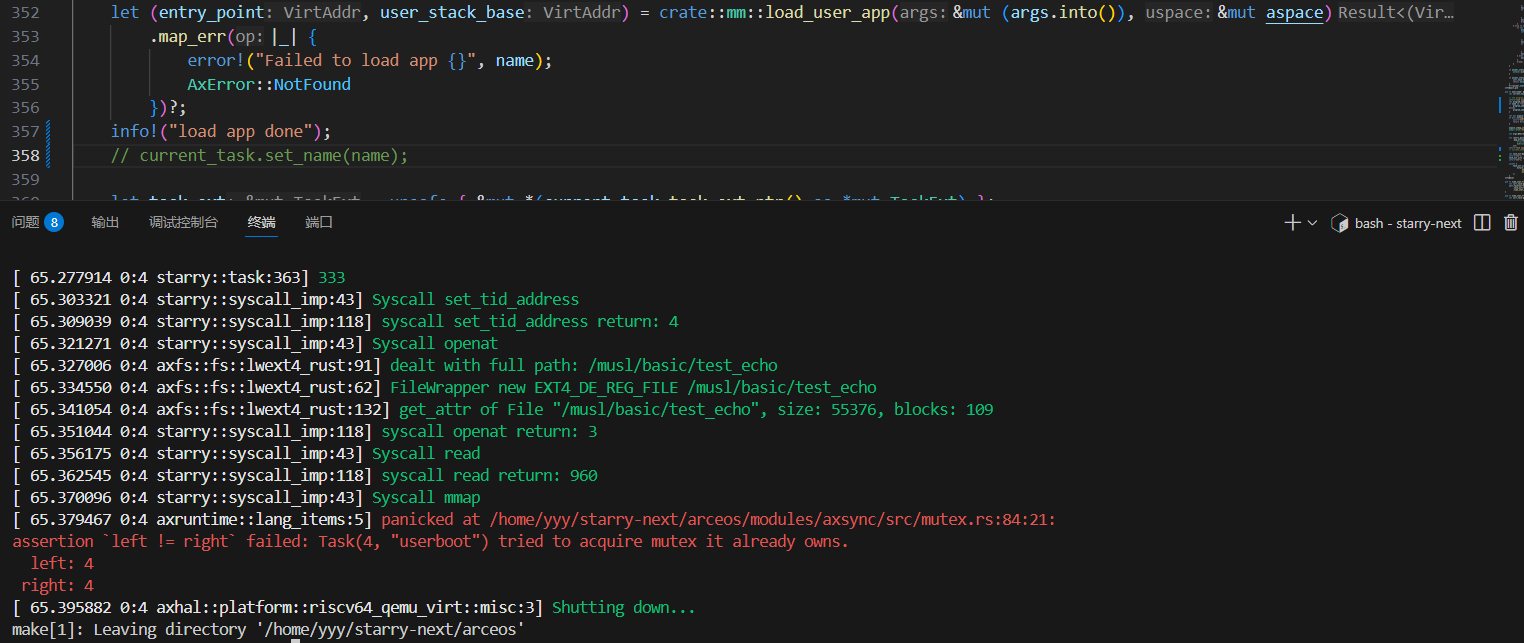 352 let (entry_point: VirtAddr, user_stack_base: VirtAddr) = crate::mm::load_user_app(args: &mut (args.into()), uspace: &mut aspace) Result<(Vir…
353 .map_err(op: |_| {
354 error!("Failed to load app {}", name);
355 AxError::NotFound
356 })?;
357 info!("load app done");
358 // current_task.set_name(name);
359
问题 8 输出 调试控制台 终端 端口 bash - starry-next
[ 65.277914 0:4 starry::task:363] 333
[ 65.303321 0:4 starry::syscall_imp:43] Syscall set_tid_address
[ 65.309039 0:4 starry::syscall_imp:118] syscall set_tid_address return: 4
[ 65.321271 0:4 starry::syscall_imp:43] Syscall openat
[ 65.327006 0:4 axfs::fs::lwext4_rust:91] dealt with full path: /musl/basic/test_echo
[ 65.334550 0:4 axfs::fs::lwext4_rust:62] FileWrapper new EXT4_DE_REG_FILE /musl/basic/test_echo
[ 65.341054 0:4 axfs::fs::lwext4_rust:132] get_attr of File "/musl/basic/test_echo", size: 55376, blocks: 109
[ 65.351044 0:4 starry::syscall_imp:118] syscall openat return: 3
[ 65.356175 0:4 starry::syscall_imp:43] Syscall read
[ 65.362545 0:4 starry::syscall_imp:118] syscall read return: 960
[ 65.370096 0:4 starry::syscall_imp:43] Syscall mmap
[ 65.379467 0:4 axruntime::lang_items:5] panicked at /home/yyy/starry-next/arceos/modules/axsync/src/mutex.rs:84:21:
assertion `left != right` failed: Task(4, "userboot") tried to acquire mutex it already owns.
left: 4
right: 4
[ 65.395882 0:4 axhal::platform::riscv64_qemu_virt::misc:3] Shutting down...
make[1]: Leaving directory '/home/yyy/starry-next/arceos'